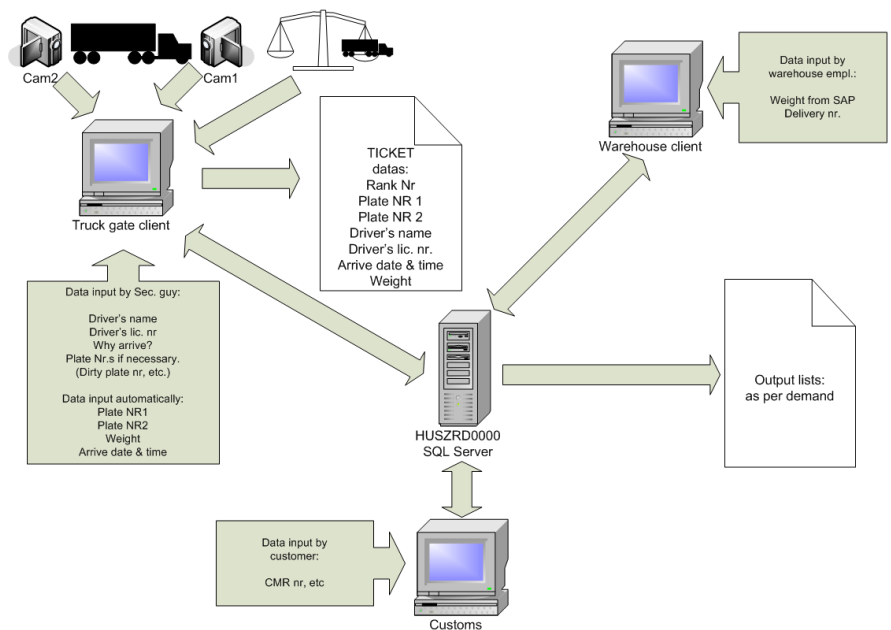 Cam2
Cam1
Truck gate client
TICKET
datas:
Rank Nr
Plate NR 1
Plate NR 2
Driver's name
Driver's lic. nr.
Arrive date & time
Weight
Warehouse client
Data input by
warehouse empl.:
Weight from SAP
Delivery nr.
Data input by Sec. guy:
Driver's name
Driver's lic. nr
Why arrive?
Plate Nr.s if necessary.
(Dirty plate nr, etc.)
Data input automatically:
Plate NR1
Plate NR2
Weight
Arrive date & time
HUSZRD0000
SQL Server
Output lists:
as per demand
Data input by
customer:
CMR nr, etc
Customs